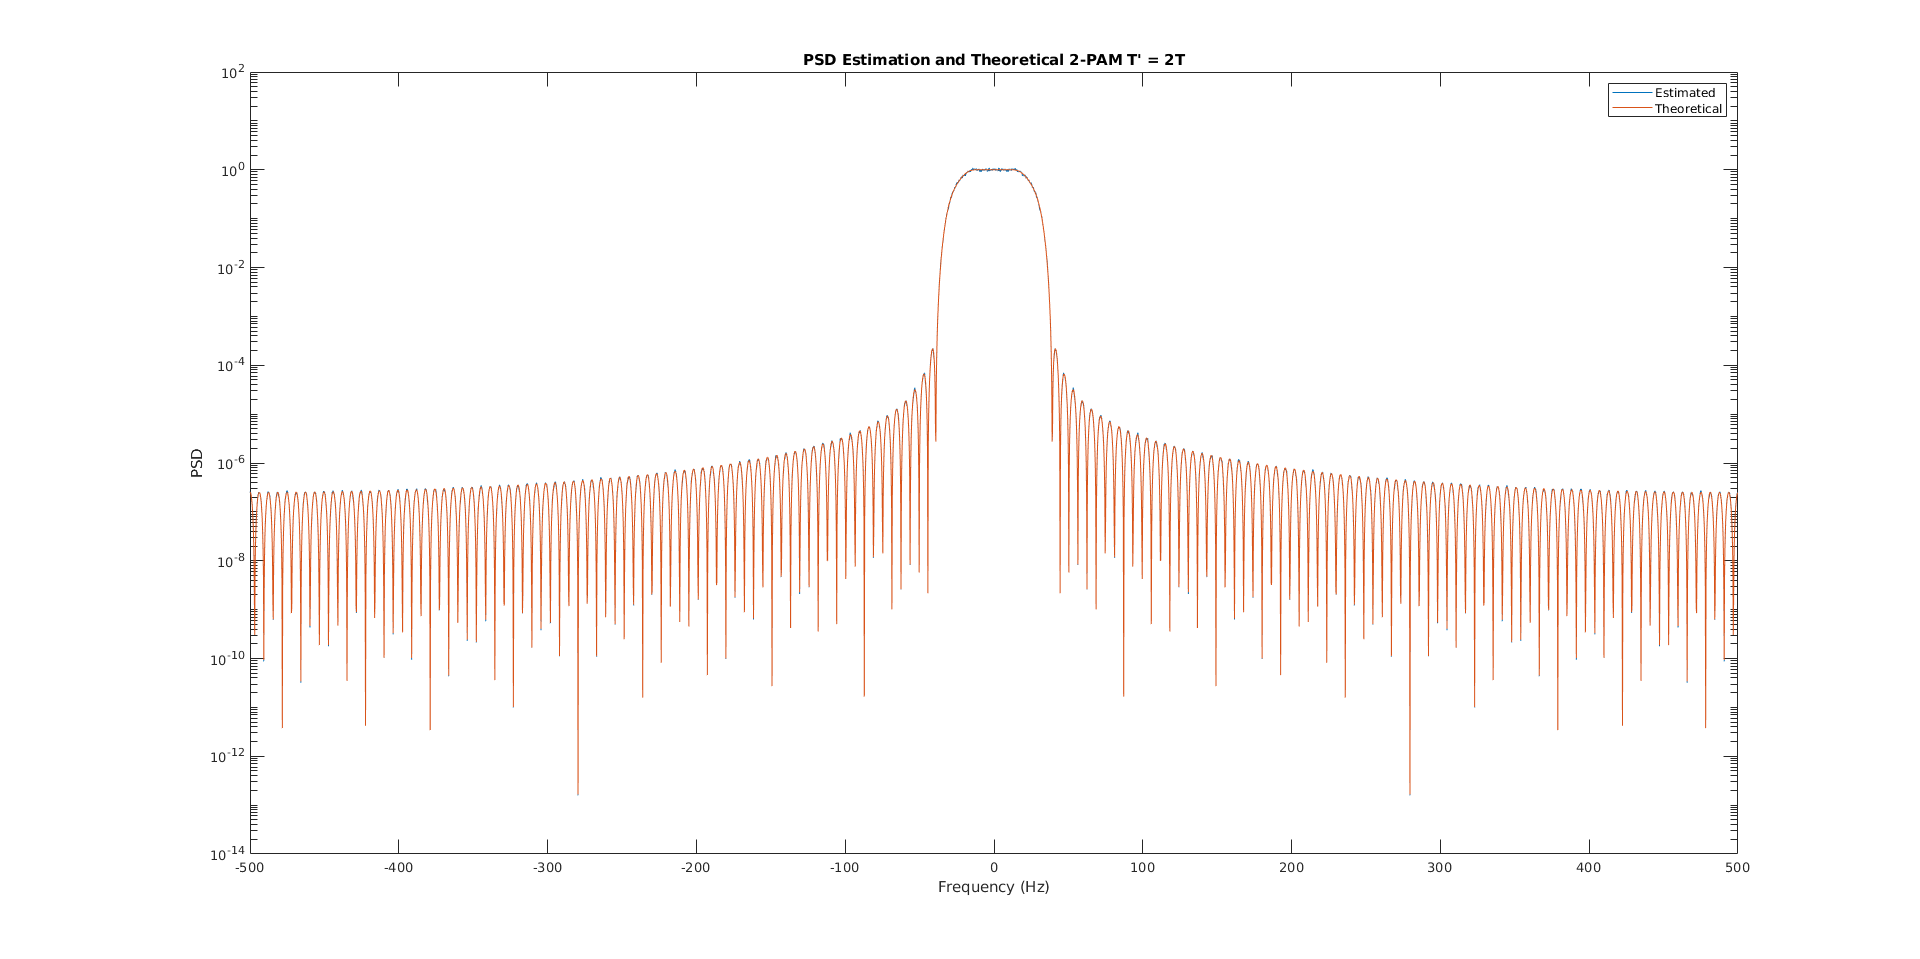 PSD Estimation and Theoretical 2-PAM T' = 2T
Estimated
Theoretical
PSD
10^2
10^0
10^-2
10^-4
10^-6
10^-8
10^-10
10^-12
10^-14
-500 -400 -300 -200 -100 0 100 200 300 400 500
Frequency (Hz)